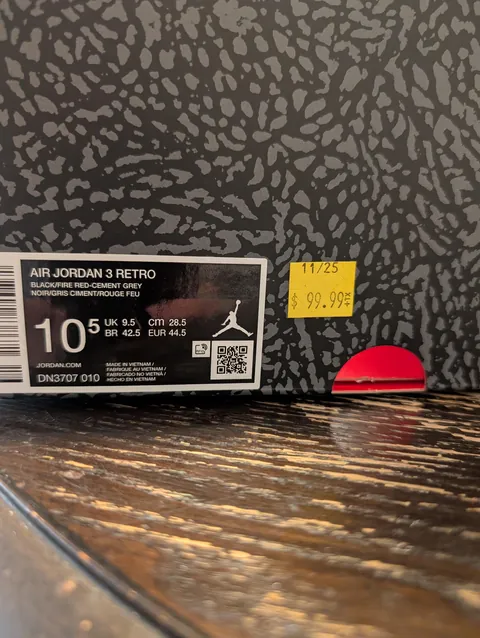 AIR JORDAN 3 RETRO
BLACK/FIRE RED-CEMENT GREY
NOIR/GRIS CIMENT/ROUGE FEU
10⁵ UK 9.5 cm 28.5
BR 42.5 EUR 44.5
JORDAN.COM
DN3707 010
MADE IN VIETNAM /
FABRIQUE AU VIETNAM /
FABRICADO NO VIETNÃ /
HECHO EN VIETNAM
11/25
$ 99.99